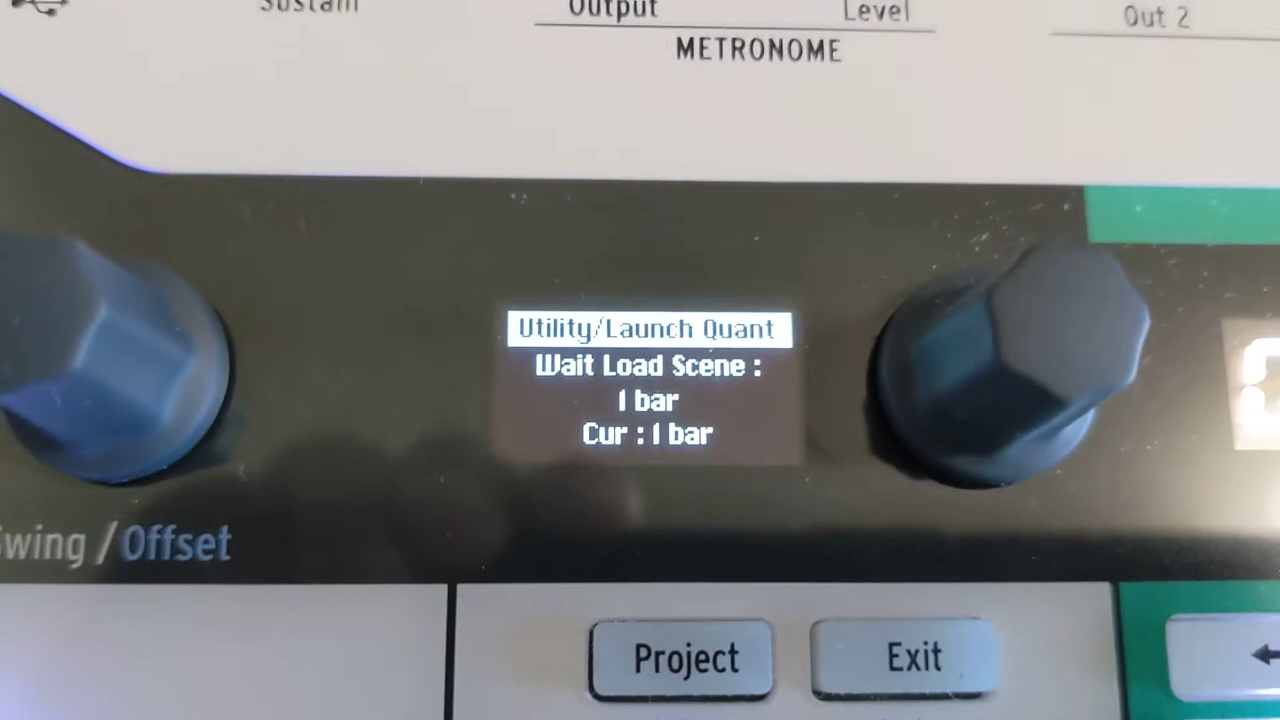 Sustain
Output Level
Out 2
METRONOME
Utility/Launch Quant
Wait Load Scene :
1 bar
Cur : 1 bar
Swing / Offset
Project
Exit